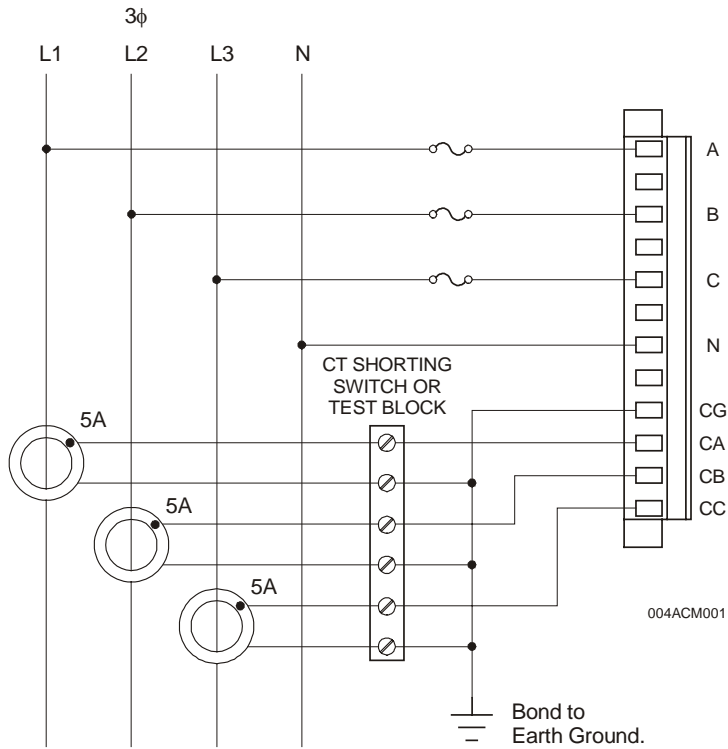 3ϕ
L1 L2 L3 N
A
B
C
N
CT SHORTING
SWITCH OR
TEST BLOCK
CG
5A
CA
CB
5A
CC
5A
004ACM001
Bond to
Earth Ground.